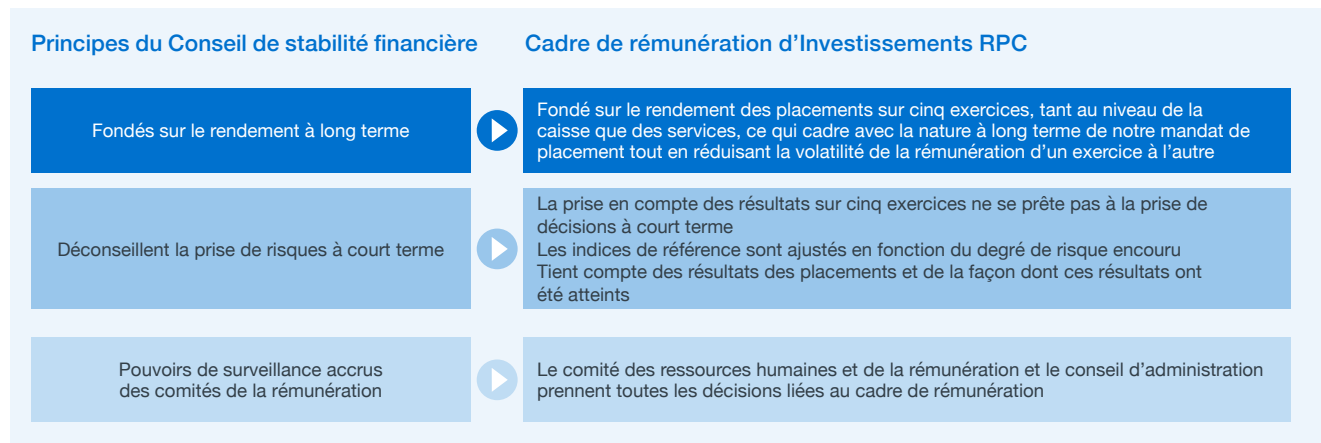 Principes du Conseil de stabilité financière
Cadre de rémunération d'Investissements RPC
Fondés sur le rendement à long terme
Fondé sur le rendement des placements sur cinq exercices, tant au niveau de la
caisse que des services, ce qui cadre avec la nature à long terme de notre mandat de
placement tout en réduisant la volatilité de la rémunération d'un exercice à l'autre
Déconseillent la prise de risques à court terme
La prise en compte des résultats sur cinq exercices ne se prête pas à la prise de
décisions à court terme
Les indices de référence sont ajustés en fonction du degré de risque encouru
Tient compte des résultats des placements et de la façon dont ces résultats ont
été atteints
Pouvoirs de surveillance accrus
des comités de la rémunération
Le comité des ressources humaines et de la rémunération et le conseil d'administration
prennent toutes les décisions liées au cadre de rémunération